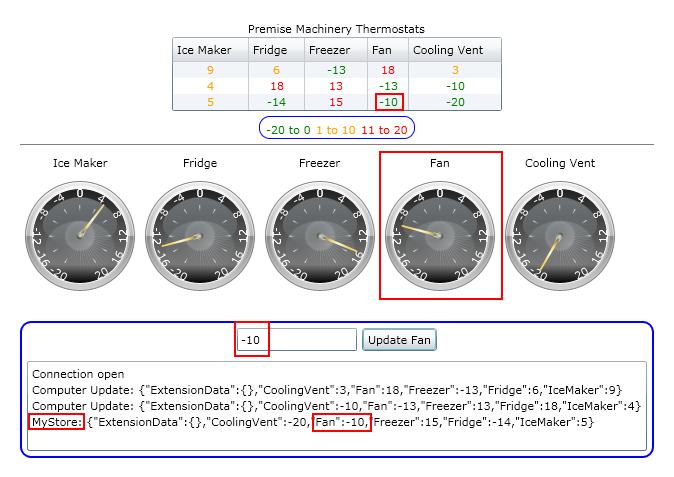 Premise Machinery Thermostats
Ice Maker Fridge Freezer Fan Cooling Vent
9 6 -13 18 3
4 18 13 -13 -10
5 -14 15 -10 -20
-20 to 0 1 to 10 11 to 20
Ice Maker Fridge Freezer Fan Cooling Vent
-20 -16 -12 -8 -4 0 4 8 12 16 20
-20 -16 -12 -8 -4 0 4 8 12 16 20
-20 -16 -12 -8 -4 0 4 8 12 16 20
-20 -16 -12 -8 -4 0 4 8 12 16 20
-20 -16 -12 -8 -4 0 4 8 12 16 20
-10 Update Fan
Connection open
Computer Update: {"ExtensionData":{},"CoolingVent":3,"Fan":18,"Freezer":-13,"Fridge":6,"IceMaker":9}
Computer Update: {"ExtensionData":{},"CoolingVent":-10,"Fan":-13,"Freezer":13,"Fridge":18,"IceMaker":4}
MyStore: {"ExtensionData":{},"CoolingVent":-20,"Fan":-10,"Freezer":15,"Fridge":-14,"IceMaker":5}